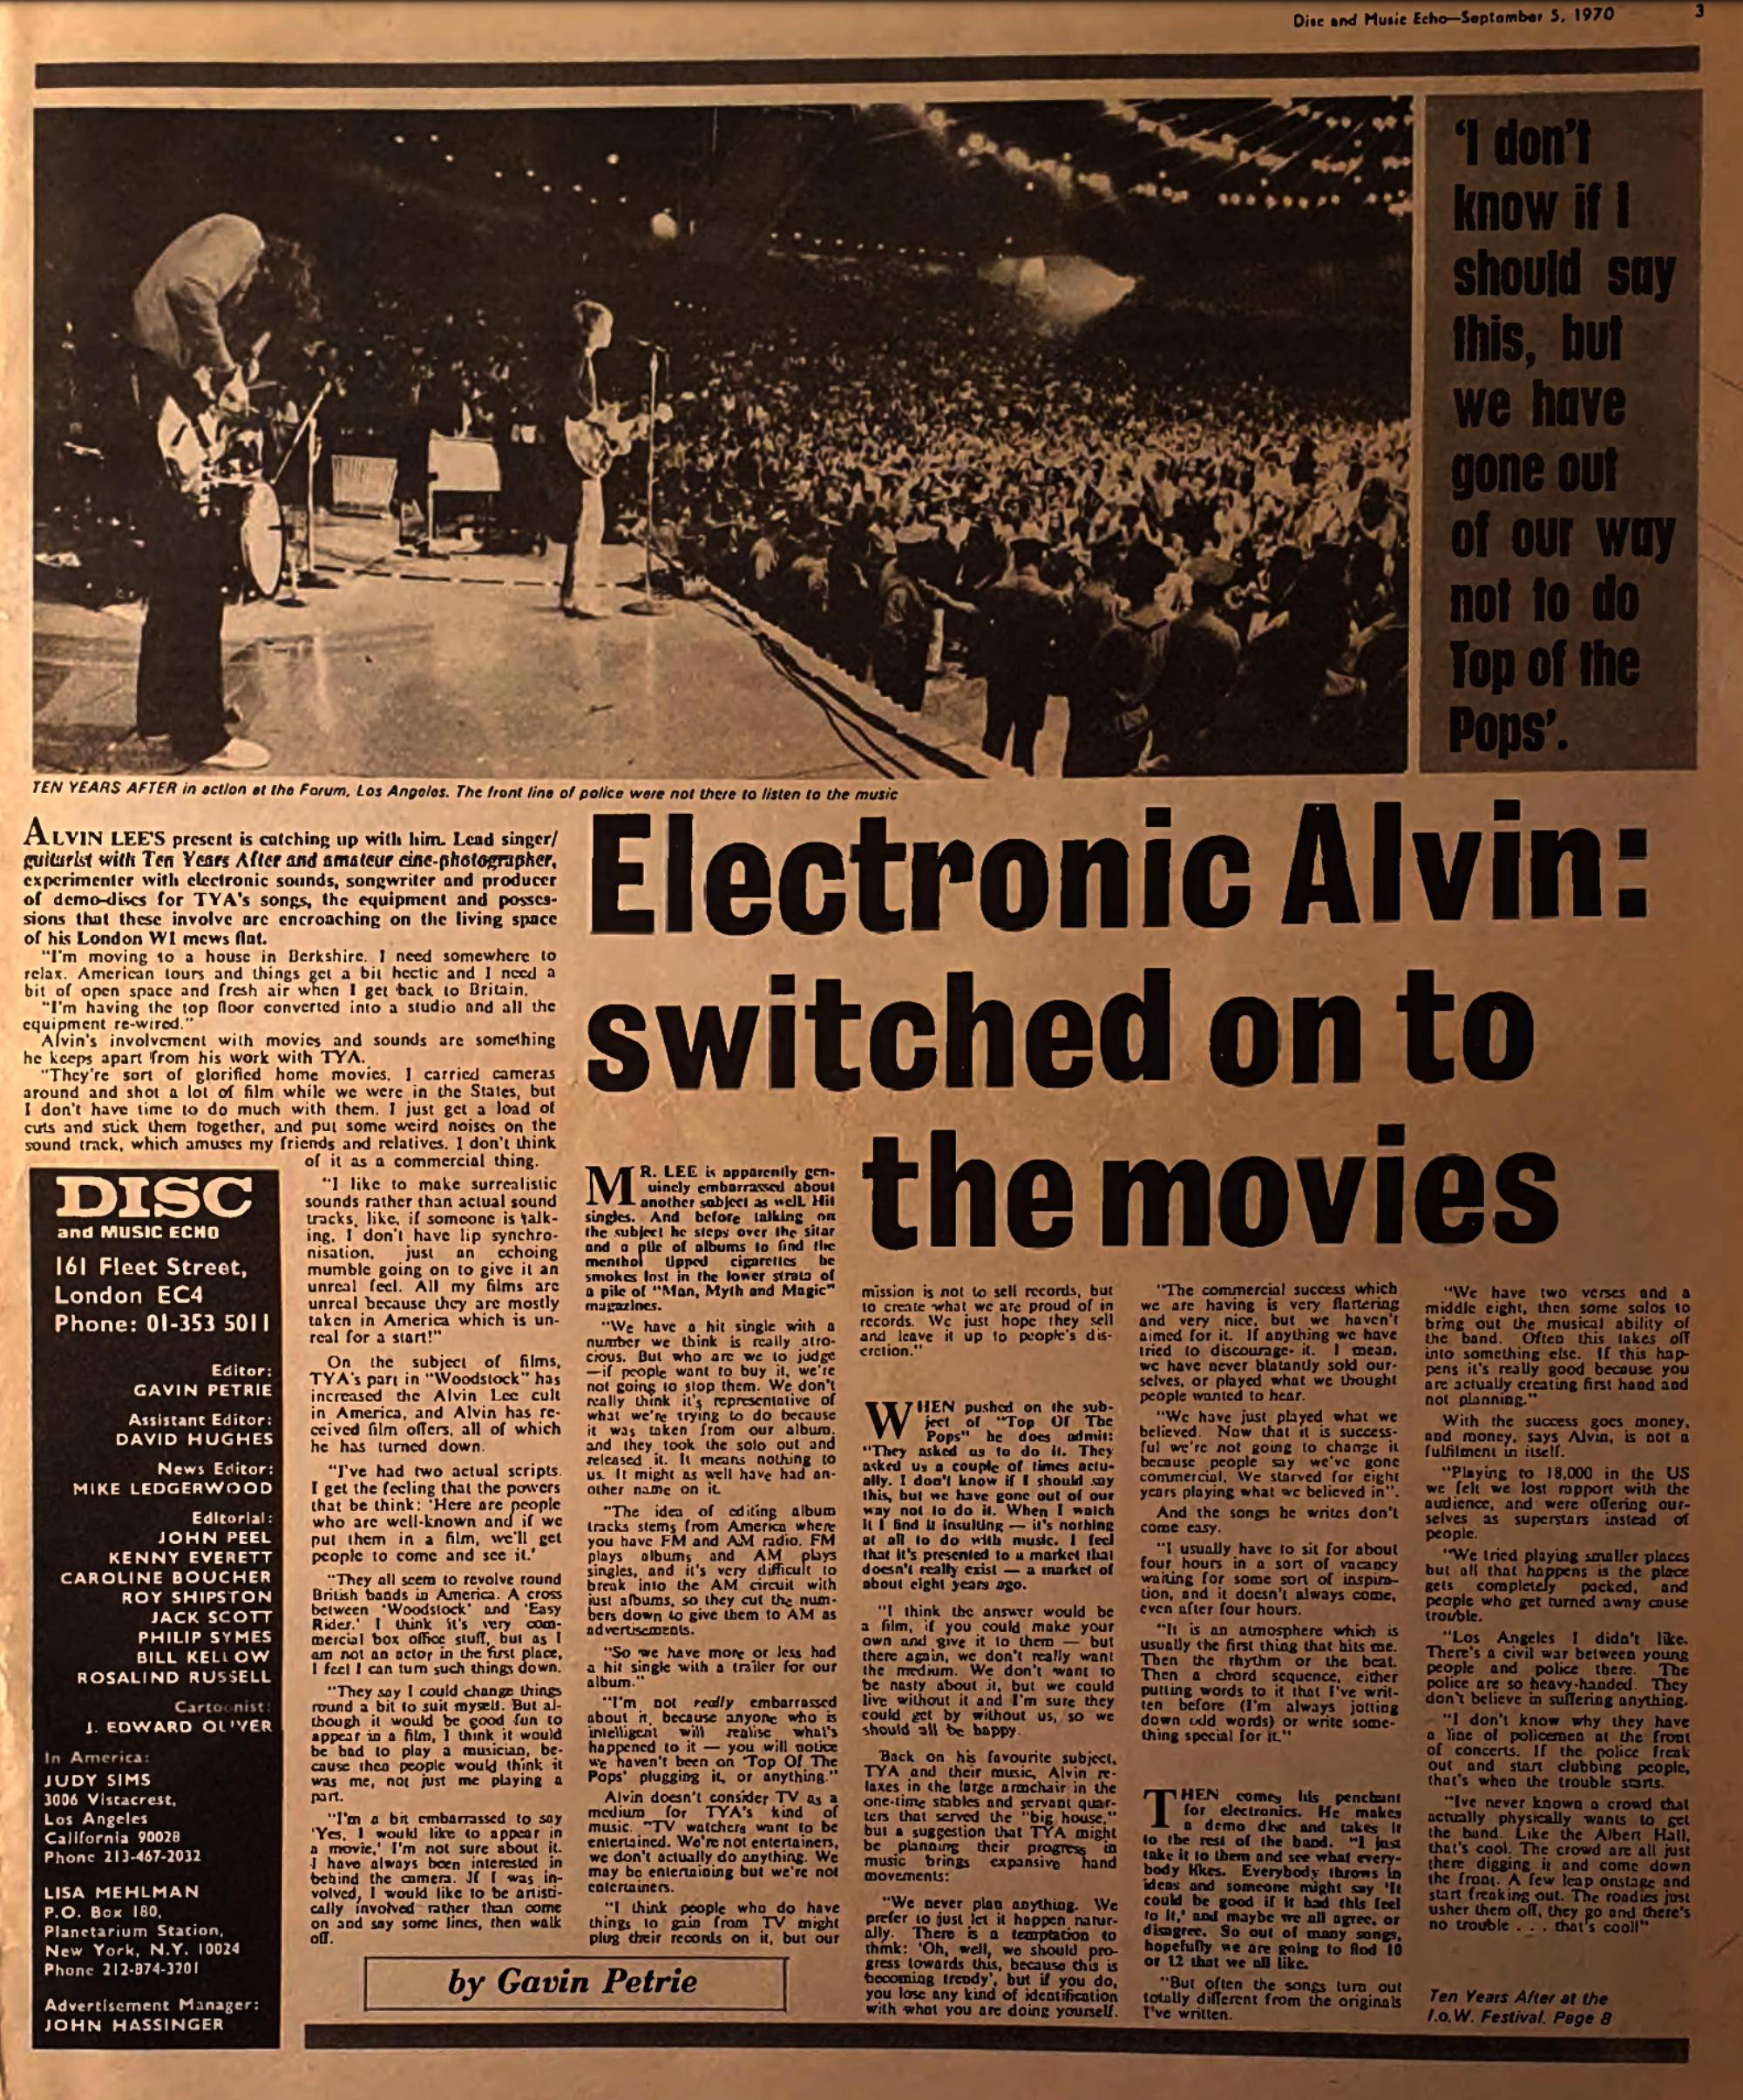 Disc and Music Echo—September 5, 1970
3
'I don't
know if I
should say
this, but
we have
gone out
of our way
not to do
Top of the
Pops'.
TEN YEARS AFTER in action at the Forum, Los Angeles. The front line of police were not there to listen to the music
Electronic Alvin:
switched on to
the movies
ALVIN LEE'S present is catching up with him. Lead singer/
guitarist with Ten Years After and amateur cine-photographer,
experimenter with electronic sounds, songwriter and producer
of demo-discs for TYA's songs, the equipment and posses-
sions that these involve are encroaching on the living space
of his London W1 mews flat.
"I'm moving to a house in Berkshire. I need somewhere to
relax. American tours and things get a bit hectic and I need a
bit of open space and fresh air when I get back to Britain.
"I'm having the top floor converted into a studio and all the
equipment re-wired."
Alvin's involvement with movies and sounds are something
he keeps apart from his work with TYA.
"They're sort of glorified home movies. I carried cameras
around and shot a lot of film while we were in the States, but
I don't have time to do much with them. I just get a load of
cuts and stick them together, and put some weird noises on the
sound track, which amuses my friends and relatives. I don't think
of it as a commercial thing.
"I like to make surrealistic
sounds rather than actual sound
tracks, like, if someone is talk-
ing, I don't have lip synchro-
nisation, just an echoing
mumble going on to give it an
unreal feel. All my films are
unreal because they are mostly
taken in America which is un-
real for a start!"
On the subject of films,
TYA's part in "Woodstock" has
increased the Alvin Lee cult
in America, and Alvin has re-
ceived film offers, all of which
he has turned down.
"I've had two actual scripts.
I get the feeling that the powers
that be think: 'Here are people
who are well-known and if we
put them in a film, we'll get
people to come and see it.'
"They all seem to revolve round
British bands in America. A cross
between 'Woodstock' and 'Easy
Rider.' I think it's very com-
mercial box office stuff, but as I
am not an actor in the first place,
I feel I can turn such things down.
"They say I could change things
round a bit to suit myself. But al-
though it would be good fun to
appear in a film, I think it would
be bad to play a musician, be-
cause then people would think it
was me, not just me playing a
part.
"I'm a bit embarrassed to say
'Yes, I would like to appear in
a movie,' I'm not sure about it.
I have always been interested in
behind the camera. If I was in-
volved, I would like to be artisti-
cally involved rather than come
on and say some lines, then walk
off.
DISC
and MUSIC ECHO
161 Fleet Street,
London EC4
Phone: 01-353 5011
Editor:
GAVIN PETRIE
Assistant Editor:
DAVID HUGHES
News Editor:
MIKE LEDGERWOOD
Editorial:
JOHN PEEL
KENNY EVERETT
CAROLINE BOUCHER
ROY SHIPSTON
JACK SCOTT
PHILIP SYMES
BILL KELLOW
ROSALIND RUSSELL
Cartoonist:
J. EDWARD OLIVER
In America:
JUDY SIMS
3006 Vistacrest,
Los Angeles
California 90028
Phone 213-467-2032
LISA MEHLMAN
P.O. Box 180,
Planetarium Station,
New York, N.Y. 10024
Phone 212-874-3201
Advertisement Manager:
JOHN HASSINGER
MR. LEE is apparently gen-
uinely embarrassed about
another subject as well. Hit
singles. And before talking on
the subject he steps over the sitar
and a pile of albums to find the
menthol tipped cigarettes he
smokes lost in the lower strata of
a pile of "Man, Myth and Magic"
magazines.
"We have a hit single with a
number we think is really atro-
cious. But who are we to judge
—if people want to buy it, we're
not going to stop them. We don't
really think it's representative of
what we're trying to do because
it was taken from our album,
and they took the solo out and
released it. It means nothing to
us. It might as well have had an-
other name on it.
"The idea of editing album
tracks stems from America where
you have FM and AM radio. FM
plays albums and AM plays
singles, and it's very difficult to
break into the AM circuit with
just albums, so they cut the num-
bers down to give them to AM as
advertisements.
"So we have more or less had
a hit single with a trailer for our
album."
"I'm not really embarrassed
about it, because anyone who is
intelligent will realise what's
happened to it — you will notice
we haven't been on 'Top Of The
Pops' plugging it, or anything."
Alvin doesn't consider TV as a
medium for TYA's kind of
music. "TV watchers want to be
entertained. We're not entertainers,
we don't actually do anything. We
may be entertaining but we're not
entertainers.
"I think people who do have
things to gain from TV might
plug their records on it, but our
by Gavin Petrie
mission is not to sell records, but
to create what we are proud of in
records. We just hope they sell
and leave it up to people's dis-
cretion."
WHEN pushed on the sub-
ject of "Top Of The
Pops" he does admit:
"They asked us to do it. They
asked us a couple of times actu-
ally. I don't know if I should say
this, but we have gone out of our
way not to do it. When I watch
it I find it insulting — it's nothing
at all to do with music. I feel
that it's presented to a market that
doesn't really exist — a market of
about eight years ago.
"I think the answer would be
a film, if you could make your
own and give it to them — but
there again, we don't really want
the medium. We don't want to
be nasty about it, but we could
live without it and I'm sure they
could get by without us, so we
should all be happy.
Back on his favourite subject,
TYA and their music, Alvin re-
laxes in the large armchair in the
one-time stables and servant quar-
ters that served the "big house,"
but a suggestion that TYA might
be planning their progress in
music brings expansive hand
movements:
"We never plan anything. We
prefer to just let it happen natur-
ally. There is a temptation to
think: 'Oh, well, we should pro-
gress towards this, because this is
becoming trendy', but if you do,
you lose any kind of identification
with what you are doing yourself.
"The commercial success which
we are having is very flattering
and very nice, but we haven't
aimed for it. If anything we have
tried to discourage it. I mean,
we have never blatantly sold our-
selves, or played what we thought
people wanted to hear.
"We have just played what we
believed. Now that it is success-
ful we're not going to change it
because people say we've gone
commercial. We starved for eight
years playing what we believed in".
And the songs he writes don't
come easy.
"I usually have to sit for about
four hours in a sort of vacancy
waiting for some sort of inspira-
tion, and it doesn't always come,
even after four hours.
"It is an atmosphere which is
usually the first thing that hits me.
Then the rhythm or the beat.
Then a chord sequence, either
putting words to it that I've writ-
ten before (I'm always jotting
down odd words) or write some-
thing special for it."
THEN comes his penchant
for electronics. He makes
a demo disc and takes it
to the rest of the band. "I just
take it to them and see what every-
body likes. Everybody throws in
ideas and someone might say 'It
could be good if it had this feel
to it,' and maybe we all agree, or
disagree. So out of many songs,
hopefully we are going to find 10
or 12 that we all like.
"But often the songs turn out
totally different from the originals
I've written.
"We have two verses and a
middle eight, then some solos to
bring out the musical ability of
the band. Often this takes off
into something else. If this hap-
pens it's really good because you
are actually creating first hand and
not planning."
With the success goes money,
and money, says Alvin, is not a
fulfilment in itself.
"Playing to 18,000 in the US
we felt we lost rapport with the
audience, and were offering our-
selves as superstars instead of
people.
"We tried playing smaller places
but all that happens is the place
gets completely packed, and
people who get turned away cause
trouble.
"Los Angeles I didn't like.
There's a civil war between young
people and police there. The
police are so heavy-handed. They
don't believe in suffering anything.
"I don't know why they have
a line of policemen at the front
of concerts. If the police freak
out and start clubbing people,
that's when the trouble starts.
"I've never known a crowd that
actually physically wants to get
the band. Like the Albert Hall,
that's cool. The crowd are all just
there digging it and come down
the front. A few leap onstage and
start freaking out. The roadies just
usher them off, they go and there's
no trouble . . . that's cool!"
Ten Years After at the
I.o.W. Festival. Page 8